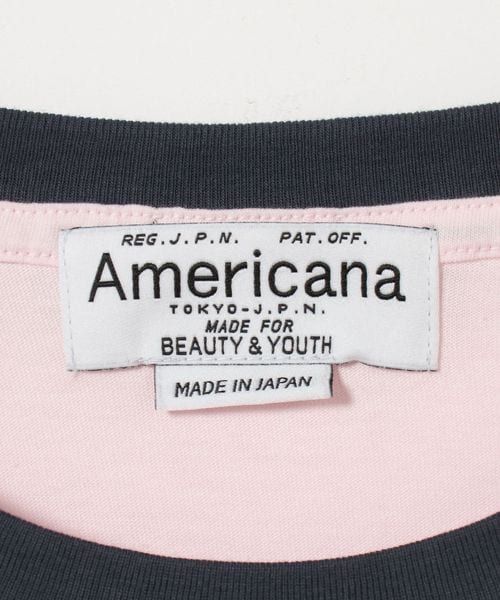 REG.J.P.N. PAT.OFF.
Americana
TOKYO-J.P.N.
MADE FOR
BEAUTY & YOUTH
MADE IN JAPAN